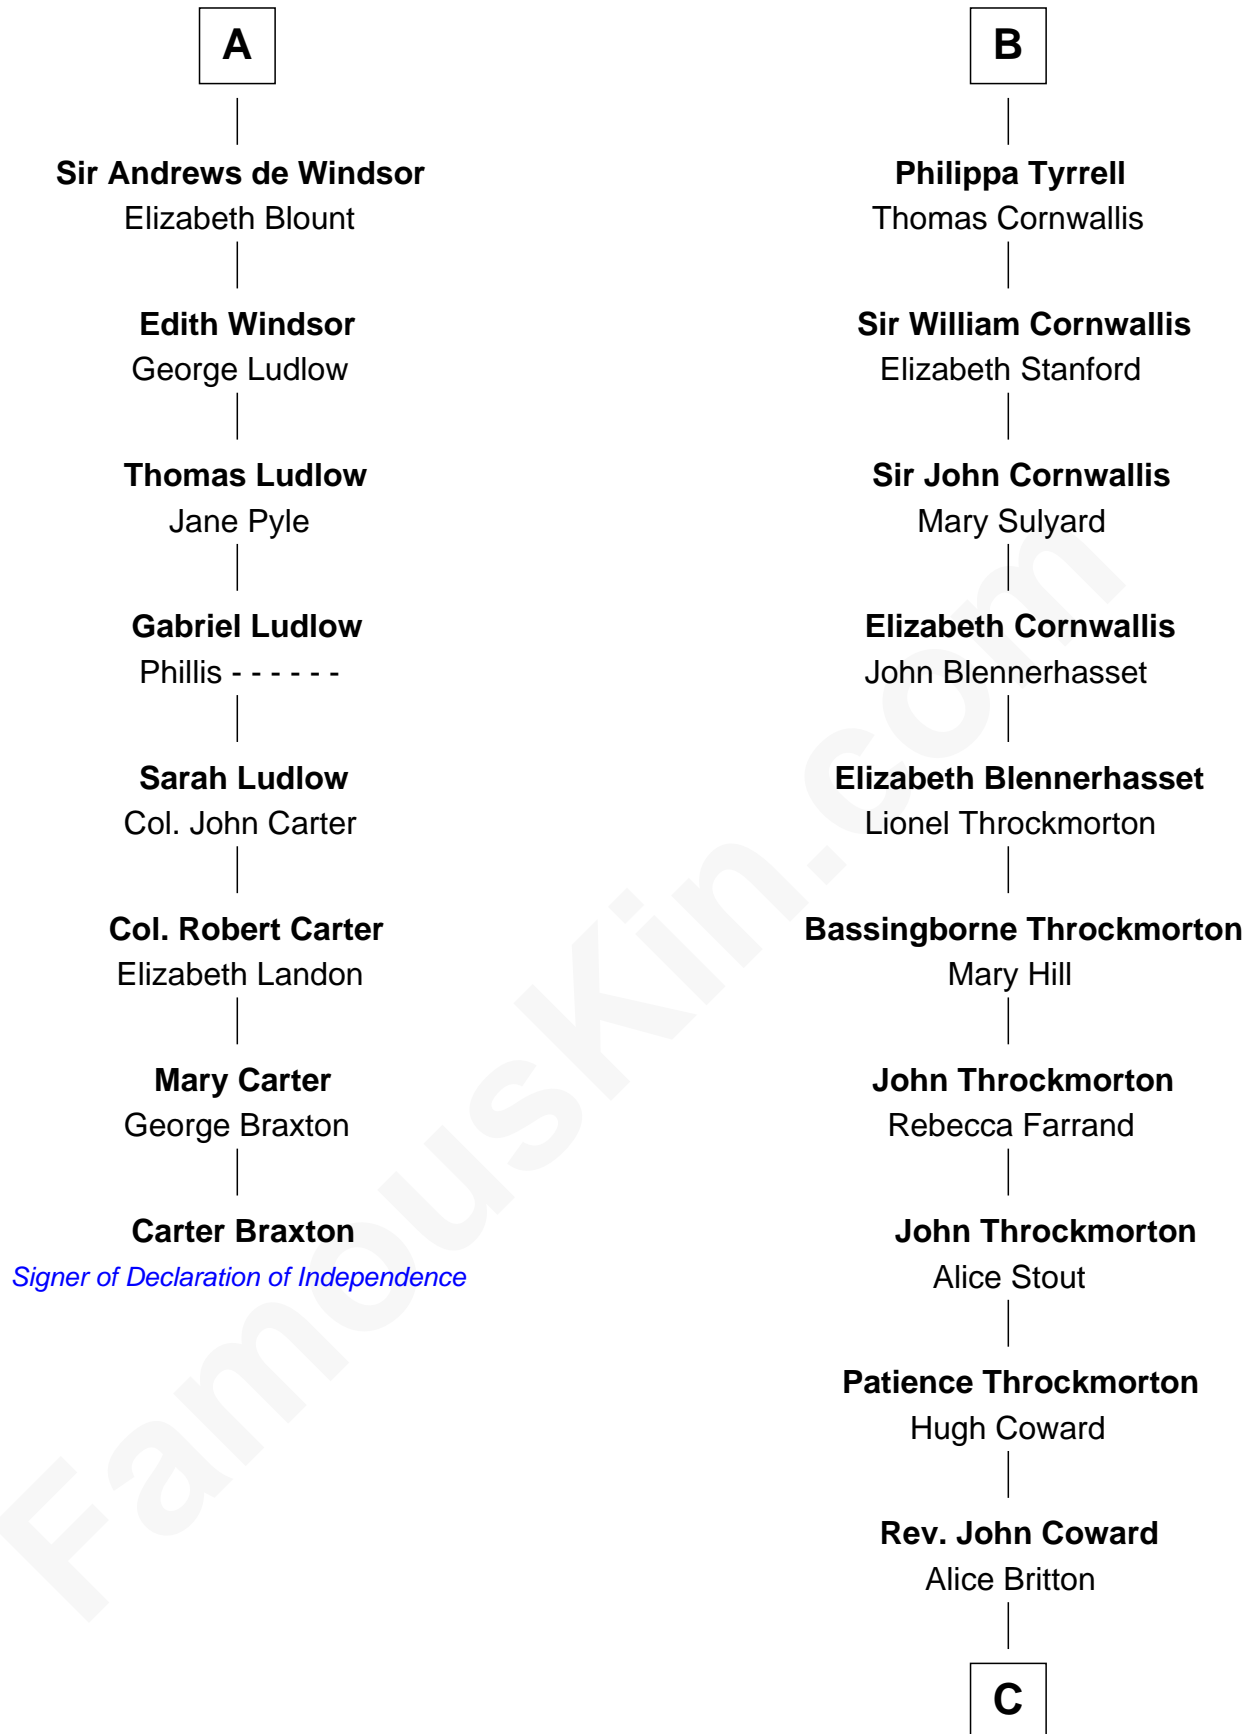 A
Sir Andrews de Windsor
Elizabeth Blount
Edith Windsor
George Ludlow
Thomas Ludlow
Jane Pyle
Gabriel Ludlow
Phillis - - - - - -
Sarah Ludlow
Col. John Carter
Col. Robert Carter
Elizabeth Landon
Mary Carter
George Braxton
Carter Braxton
Signer of Declaration of Independence
B
Philippa Tyrrell
Thomas Cornwallis
Sir William Cornwallis
Elizabeth Stanford
Sir John Cornwallis
Mary Sulyard
Elizabeth Cornwallis
John Blennerhasset
Elizabeth Blennerhasset
Lionel Throckmorton
Bassingborne Throckmorton
Mary Hill
John Throckmorton
Rebecca Farrand
John Throckmorton
Alice Stout
Patience Throckmorton
Hugh Coward
Rev. John Coward
Alice Britton
C
FamousKin.com